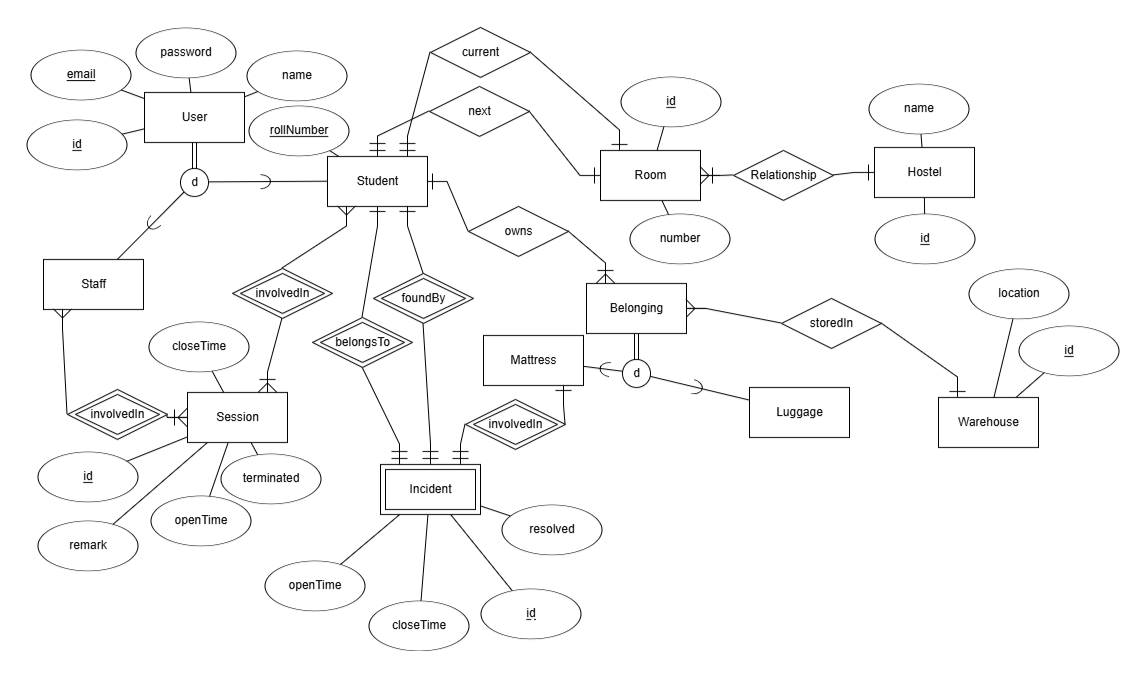 password
current
email
name
next
id
name
User
rollNumber
id
d
Student
Room
Relationship
Hostel
owns
number
id
Staff
involvedIn
foundBy
Belonging
location
storedIn
belongsTo
closeTime
Mattress
d
id
involvedIn
Session
involvedIn
Luggage
Warehouse
id
terminated
Incident
openTime
remark
resolved
openTime
closeTime
id